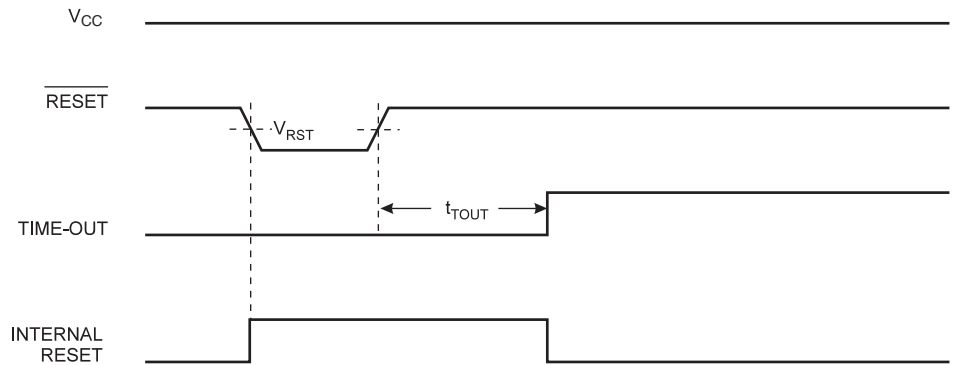 VCC
RESET
VRST
tTOUT
TIME-OUT
INTERNAL
RESET